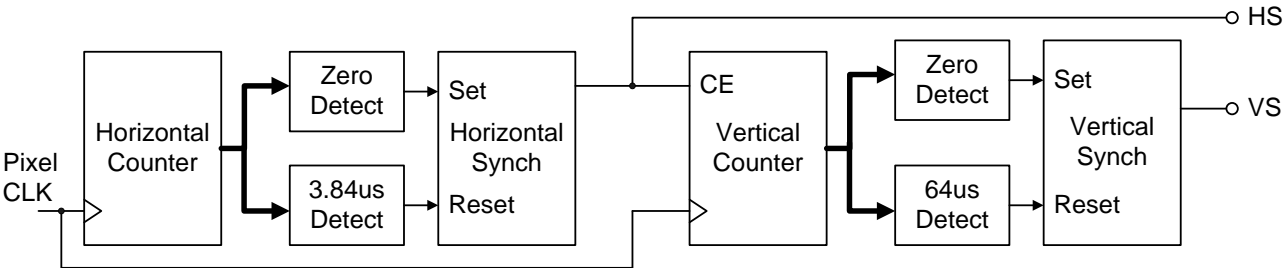 Pixel
CLK
Horizontal
Counter
Zero
Detect
3.84us
Detect
Set
Horizontal
Synch
Reset
CE
Vertical
Counter
Zero
Detect
64us
Detect
Set
Vertical
Synch
Reset
HS
VS